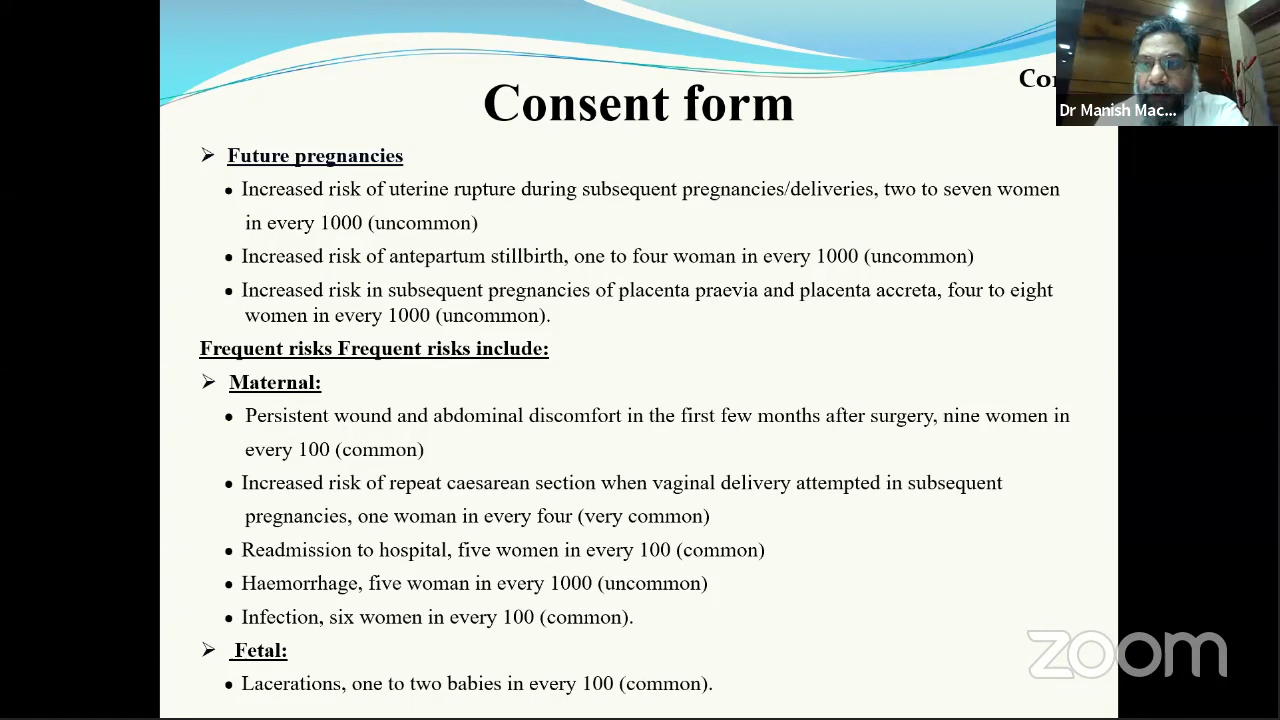 Con
Consent form
Dr Manish Mac...
➢ Future pregnancies
• Increased risk of uterine rupture during subsequent pregnancies/deliveries, two to seven women
in every 1000 (uncommon)
• Increased risk of antepartum stillbirth, one to four woman in every 1000 (uncommon)
• Increased risk in subsequent pregnancies of placenta praevia and placenta accreta, four to eight
women in every 1000 (uncommon).
Frequent risks Frequent risks include:
➢ Maternal:
• Persistent wound and abdominal discomfort in the first few months after surgery, nine women in
every 100 (common)
• Increased risk of repeat caesarean section when vaginal delivery attempted in subsequent
pregnancies, one woman in every four (very common)
• Readmission to hospital, five women in every 100 (common)
• Haemorrhage, five woman in every 1000 (uncommon)
• Infection, six women in every 100 (common).
➢ Fetal:
• Lacerations, one to two babies in every 100 (common).
zoom